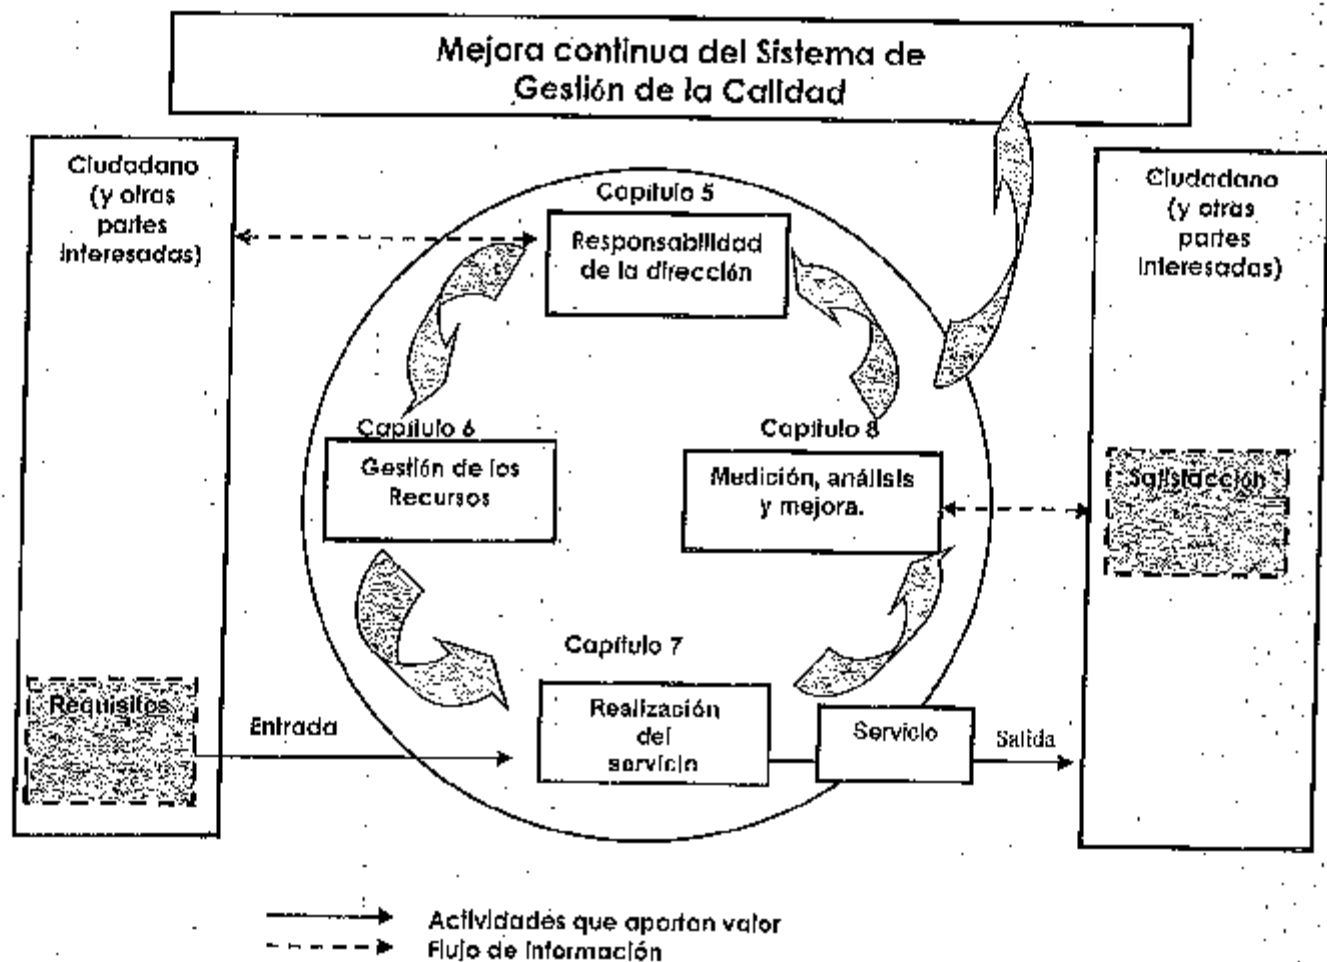 Mejora continua del Sistema de
Gestión de la Calidad
Ciudadano
(y otras
partes
interesadas)
Capítulo 5
Responsabilidad
de la dirección
Ciudadano
(y otras
partes
interesadas)
Capítulo 6
Gestión de los
Recursos
Capítulo 8
Medición, análisis
y mejora.
Satisfacción
Capítulo 7
Requisitos
Entrada
Realización
del
servicio
Servicio
Salida
Actividades que aportan valor
Flujo de información